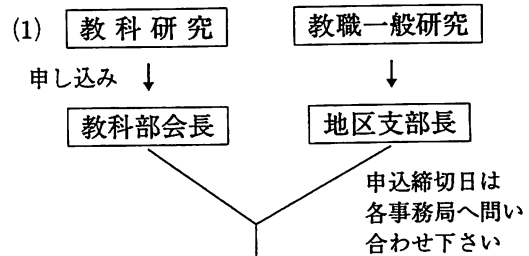 (1) 教科研究
教職一般研究
申し込み
教科部会長
地区支部長
申込締切日は
各事務局へ問い
合わせ下さい